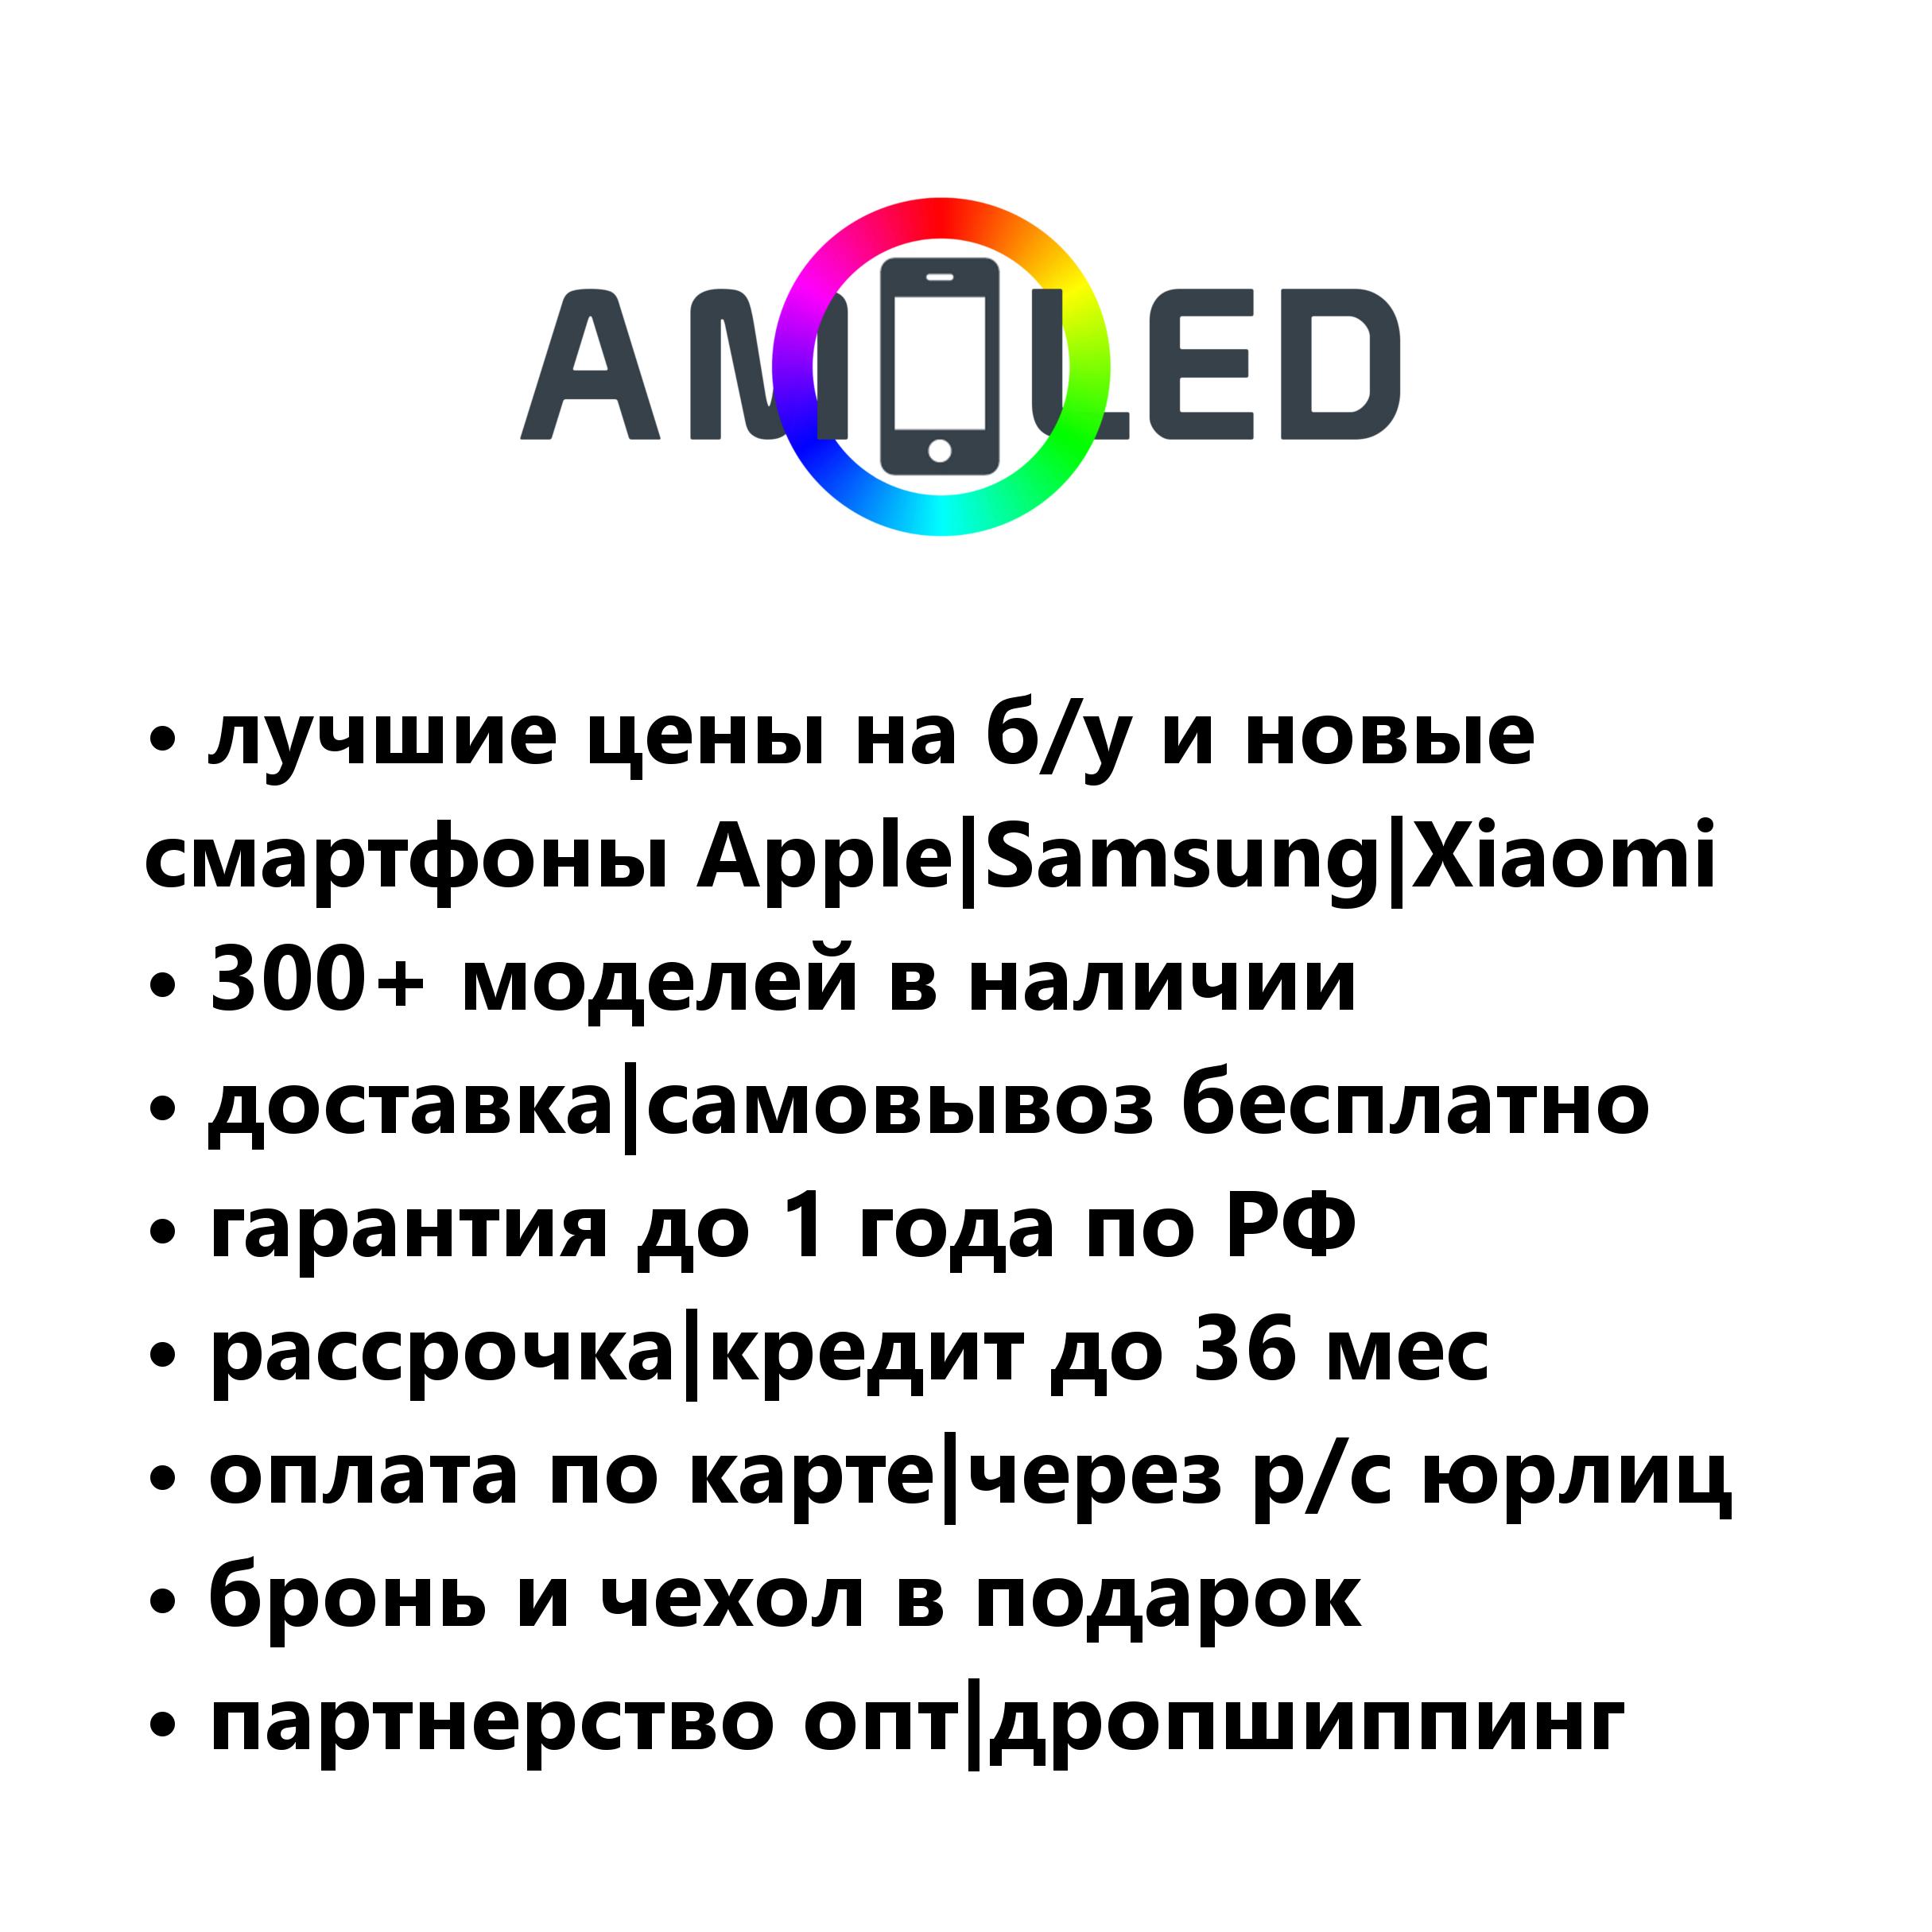 AMOLED
• лучшие цены на б/у и новые
смартфоны Apple|Samsung|Xiaomi
• 300+ моделей в наличии
• доставка|самовывоз бесплатно
• гарантия до 1 года по РФ
• рассрочка|кредит до 36 мес
• оплата по карте|через р/с юрлиц
• бронь и чехол в подарок
• партнерство опт|дропшиппинг